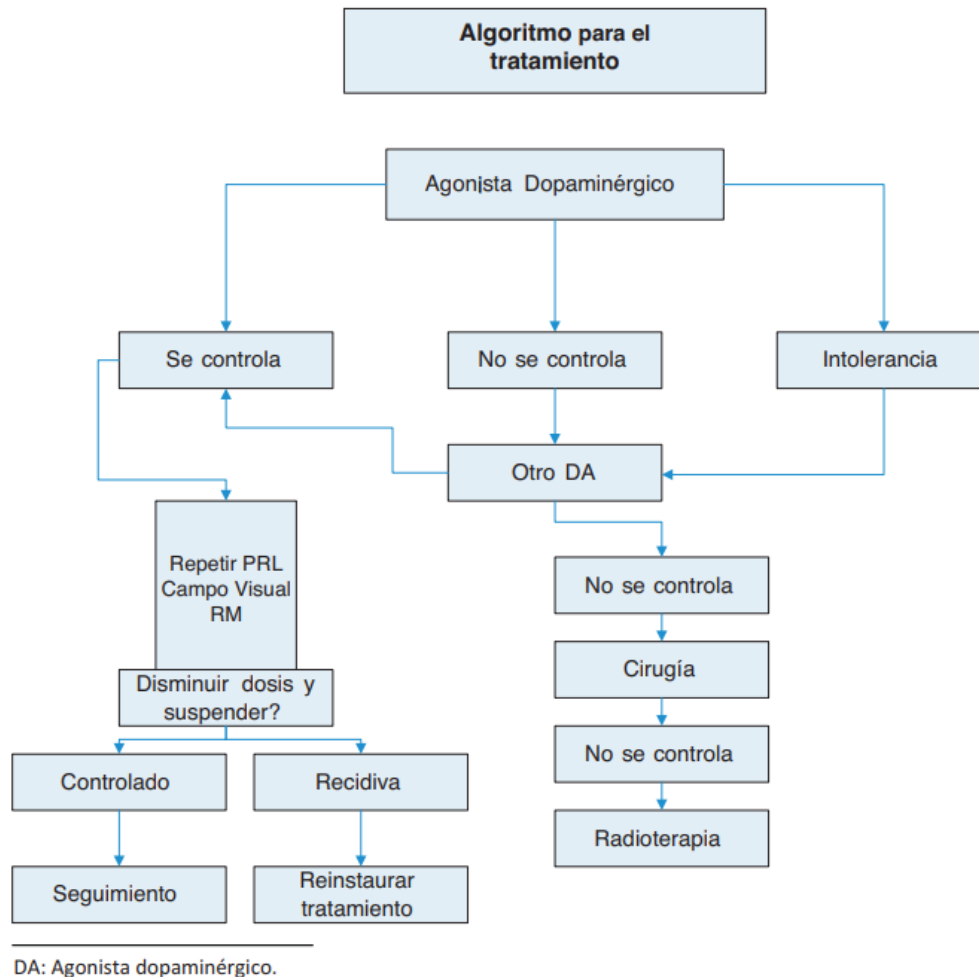 Algoritmo para el
tratamiento
Agonista Dopaminérgico
Se controla
No se controla
Intolerancia
Otro DA
Repetir PRL
Campo Visual
RM
No se controla
Cirugía
Disminuir dosis y
suspender?
No se controla
Controlado
Recidiva
Radioterapia
Seguimiento
Reinstaurar
tratamiento
DA: Agonista dopaminérgico.